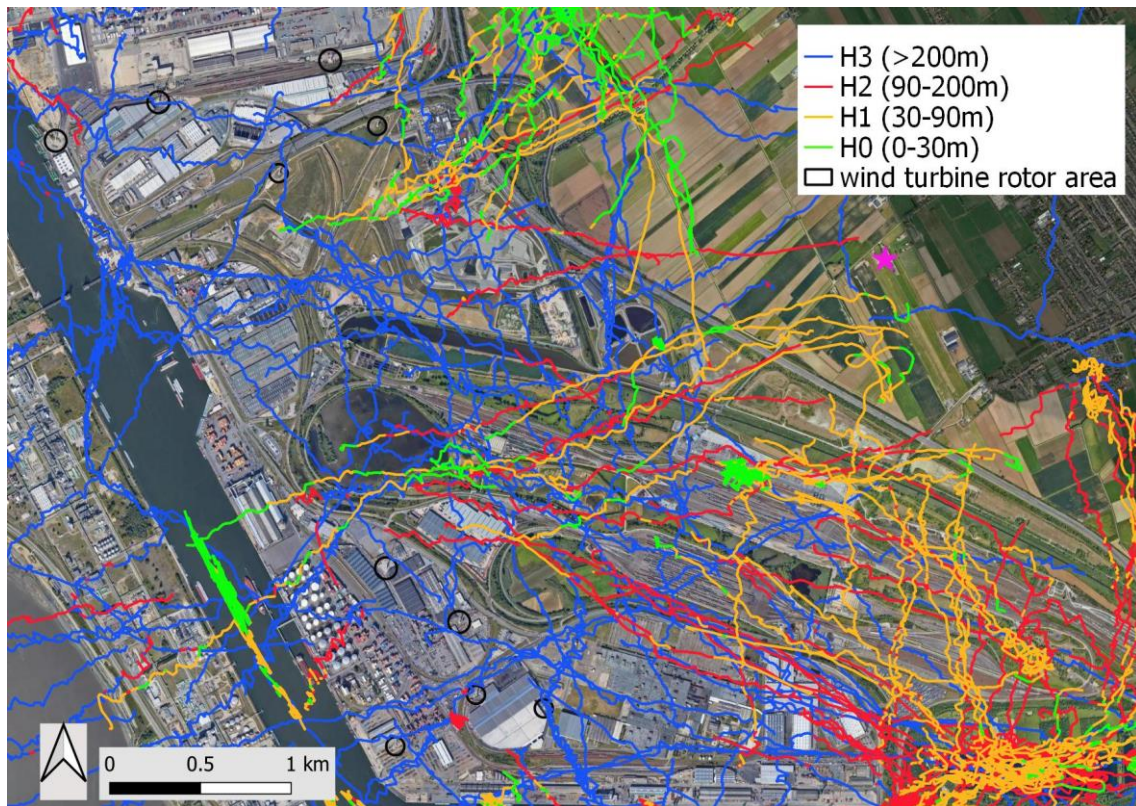 H3 (>200m)
H2 (90-200m)
H1 (30-90m)
H0 (0-30m)
wind turbine rotor area
0 0.5 1 km